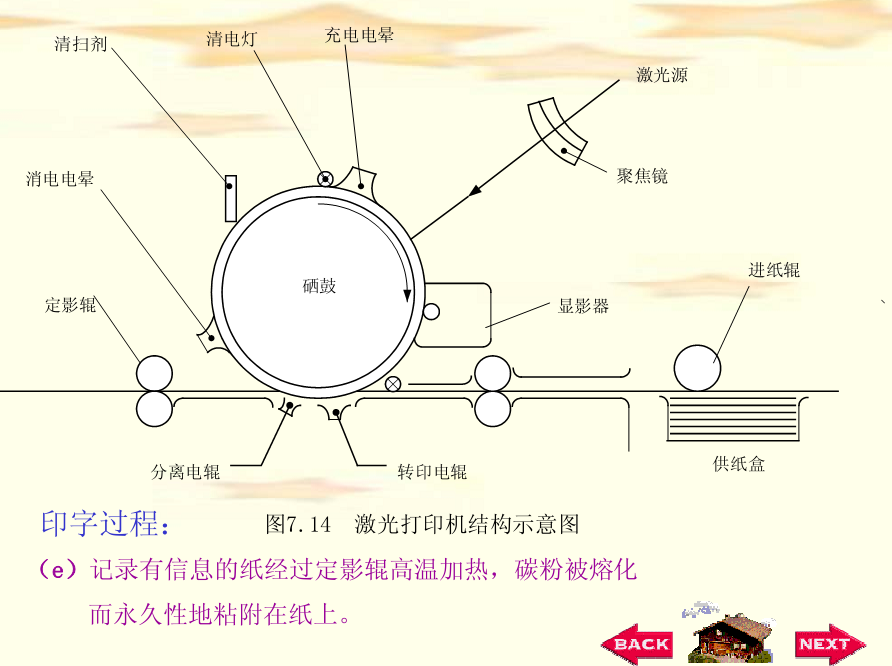 清扫剂
清电灯
充电电晕
激光源
聚焦镜
消电电晕
进纸辊
硒鼓
定影辊
显影器
供纸盒
分离电辊
转印电辊
印字过程：
图7.14 激光打印机结构示意图
（e）记录有信息的纸经过定影辊高温加热，碳粉被熔化
而永久性地粘附在纸上。
BACK
NEXT